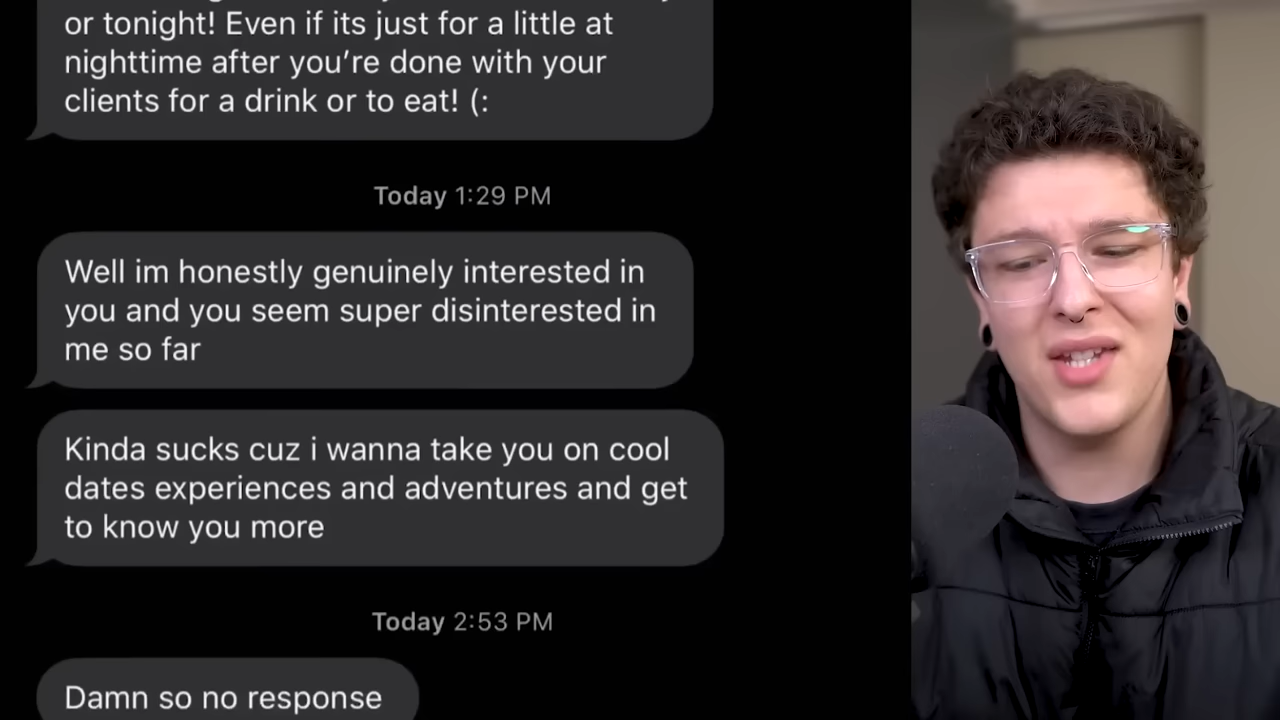 or tonight! Even if its just for a little at
nighttime after you’re done with your
clients for a drink or to eat! (:
Today 1:29 PM
Well im honestly genuinely interested in
you and you seem super disinterested in
me so far
Kinda sucks cuz i wanna take you on cool
dates experiences and adventures and get
to know you more
Today 2:53 PM
Damn so no response